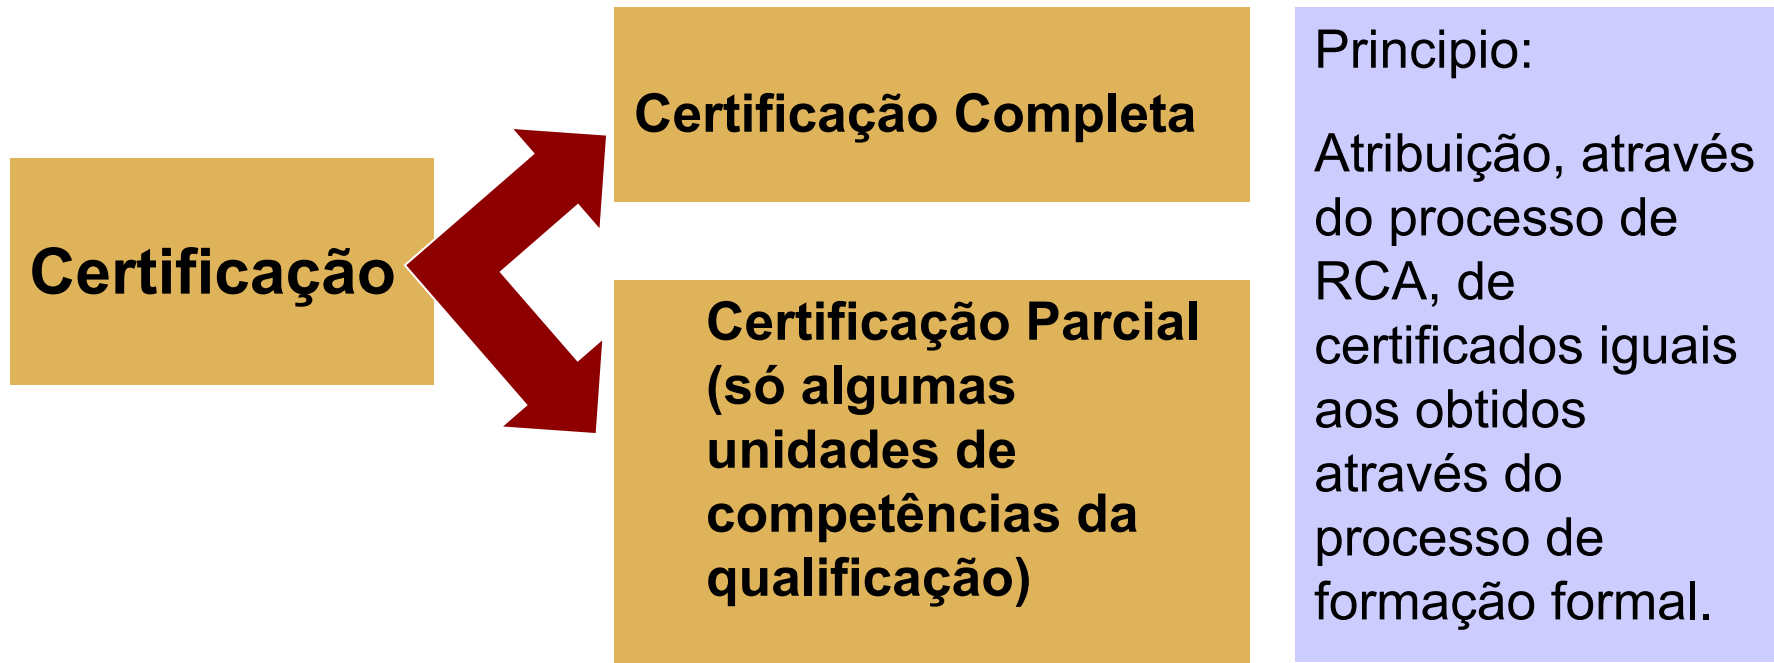 Certificação
Certificação Completa
Certificação Parcial
(só algumas
unidades de
competências da
qualificação)
Principio:
Atribuição, através
do processo de
RCA, de
certificados iguais
aos obtidos
através do
processo de
formação formal.